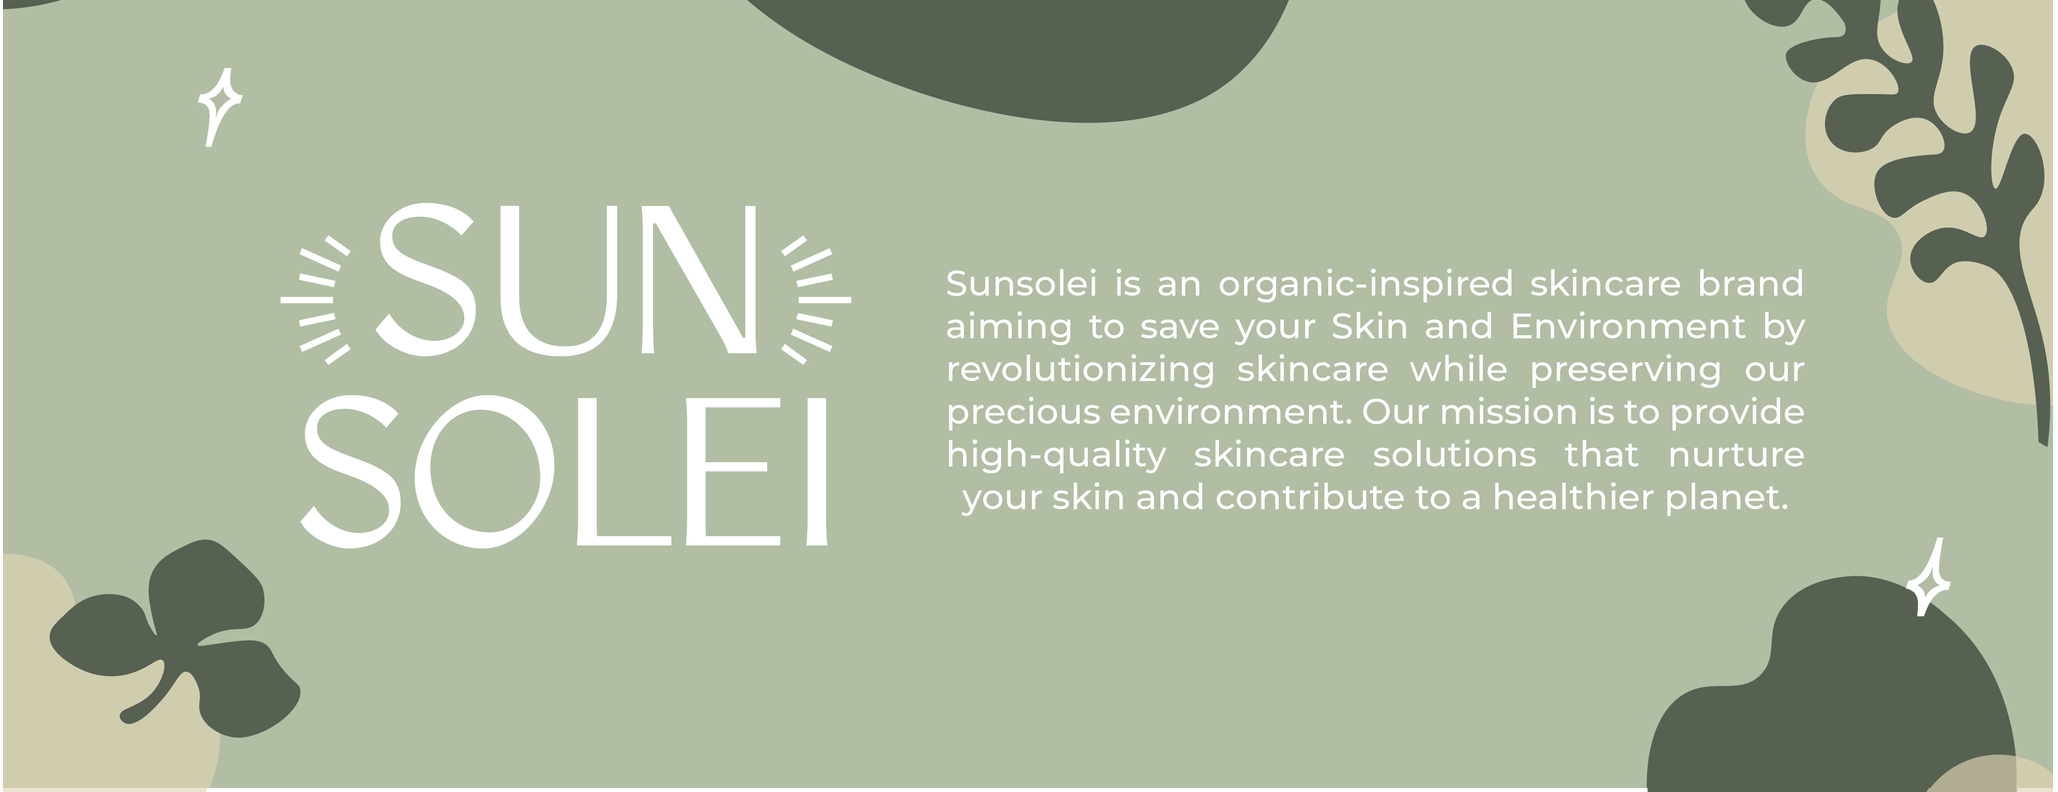 SUN
SOLEI
Sunsolei is an organic-inspired skincare brand
aiming to save your Skin and Environment by
revolutionizing skincare while preserving our
precious environment. Our mission is to provide
high-quality skincare solutions that nurture
your skin and contribute to a healthier planet.